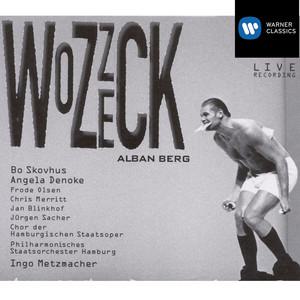 WARNER
CLASSICS
WOZZECK
LIVE
RECORDING
ALBAN BERG
Bo Skovhus
Angela Denoke
Frode Olsen
Chris Merritt
Jan Blinkhof
Jürgen Sacher
Chor der
Hamburgischen Staatsoper
Philharmonisches
Staatsorchester Hamburg
Ingo Metzmacher